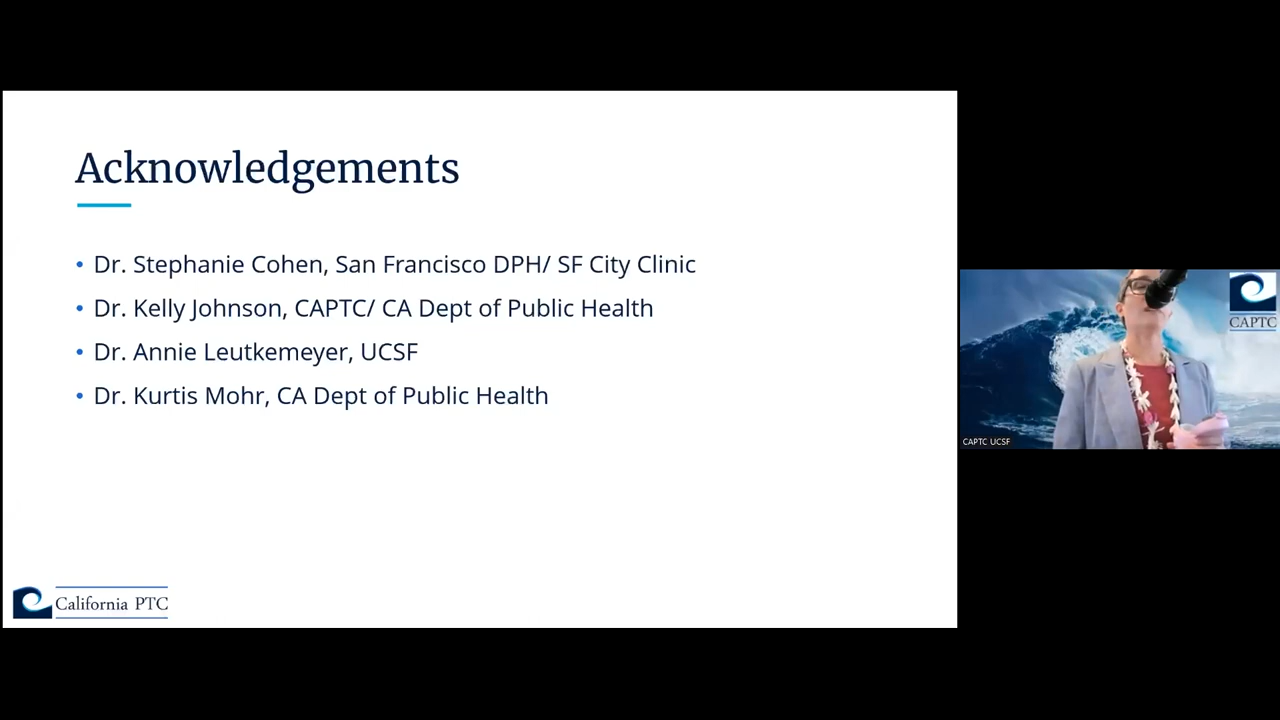 Acknowledgements
• Dr. Stephanie Cohen, San Francisco DPH/ SF City Clinic
• Dr. Kelly Johnson, CAPTC/ CA Dept of Public Health
• Dr. Annie Leutkemeyer, UCSF
• Dr. Kurtis Mohr, CA Dept of Public Health
California PTC
CAPTC
CAPTC UCSF